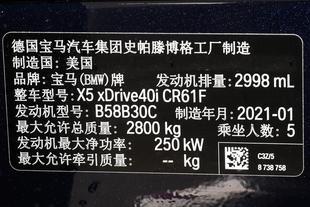 德国宝马汽车集团史帕滕博格工厂制造
制造国：美国
品牌：宝马(BMW)牌 发动机排量：2998 mL
整车型号：X5 xDrive40i CR61F
发动机型号：B58B30C 制造年月：2021-01
最大允许总质量：2800 kg 乘坐人数：5
发动机最大净功率：250 kW
最大允许牵引质量：- kg
C3Z/5
8 738 758